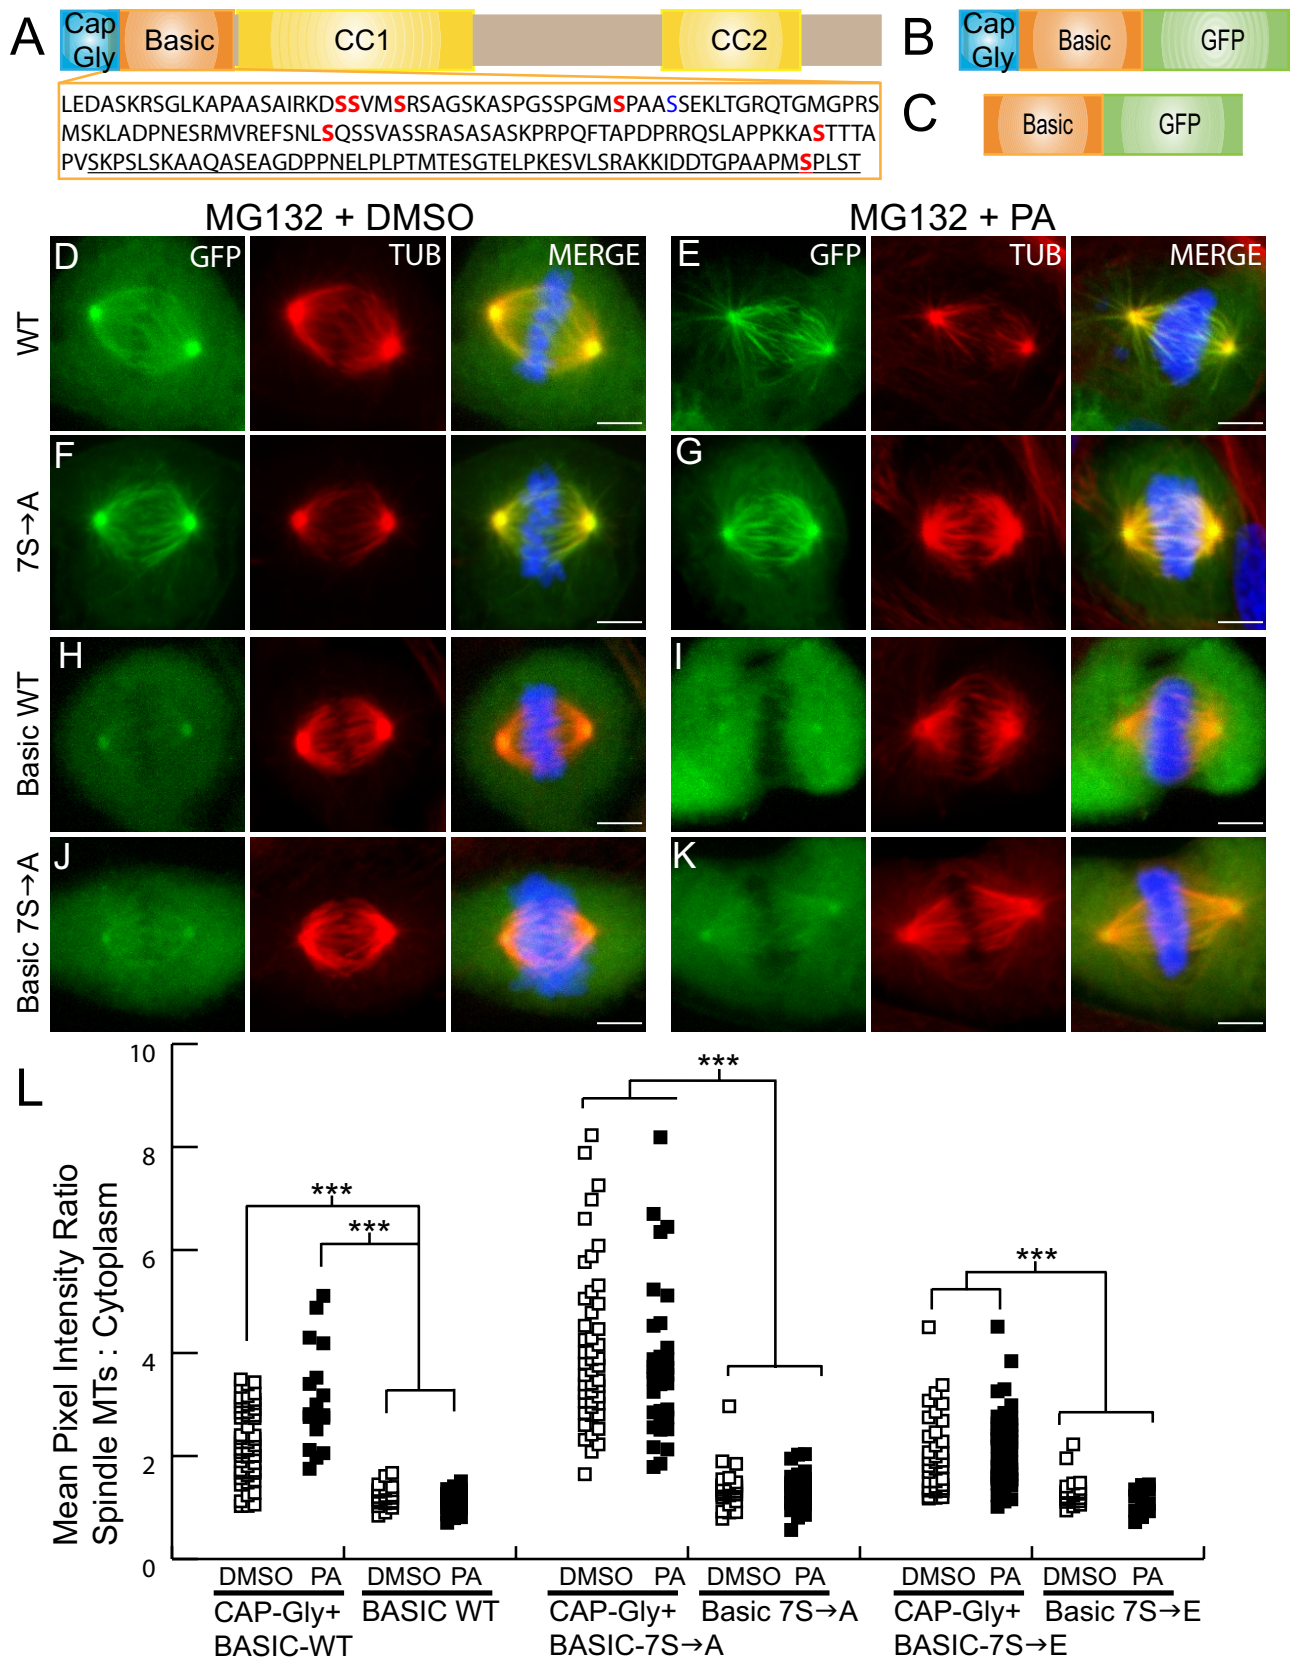 A
Cap
Gly
Basic
CC1
CC2
B
Cap
Gly
Basic
GFP
LEDASKRSGLKAPAASAIRKDSSVMSRSAGSKASPGSSPGMSPAASSEKLTGRQTGMGPRS
MSKLADPNESRMVREFSNLSQSSVASSRASASASKPRPQFTAPDPRRQSLAPPKKASTTTA
PVSKPSLSKAAQASEAGDPPNELPLPTMTESGTELPKESVLSRAKKIDDTGPAAPMSPLST
C
Basic
GFP
MG132 + DMSO
MG132 + PA
WT
D
GFP
TUB
MERGE
E
GFP
TUB
MERGE
7S→A
F
G
Basic WT
H
I
Basic 7S→A
J
K
L
Mean Pixel Intensity Ratio
Spindle MTs : Cytoplasm
10
8
6
4
2
0
***
***
***
***
DMSO PA
DMSO PA
DMSO PA
DMSO PA
DMSO PA
DMSO PA
CAP-Gly+
BASIC-WT
BASIC WT
CAP-Gly+
BASIC-7S→A
Basic 7S→A
CAP-Gly+
BASIC-7S→E
Basic 7S→E